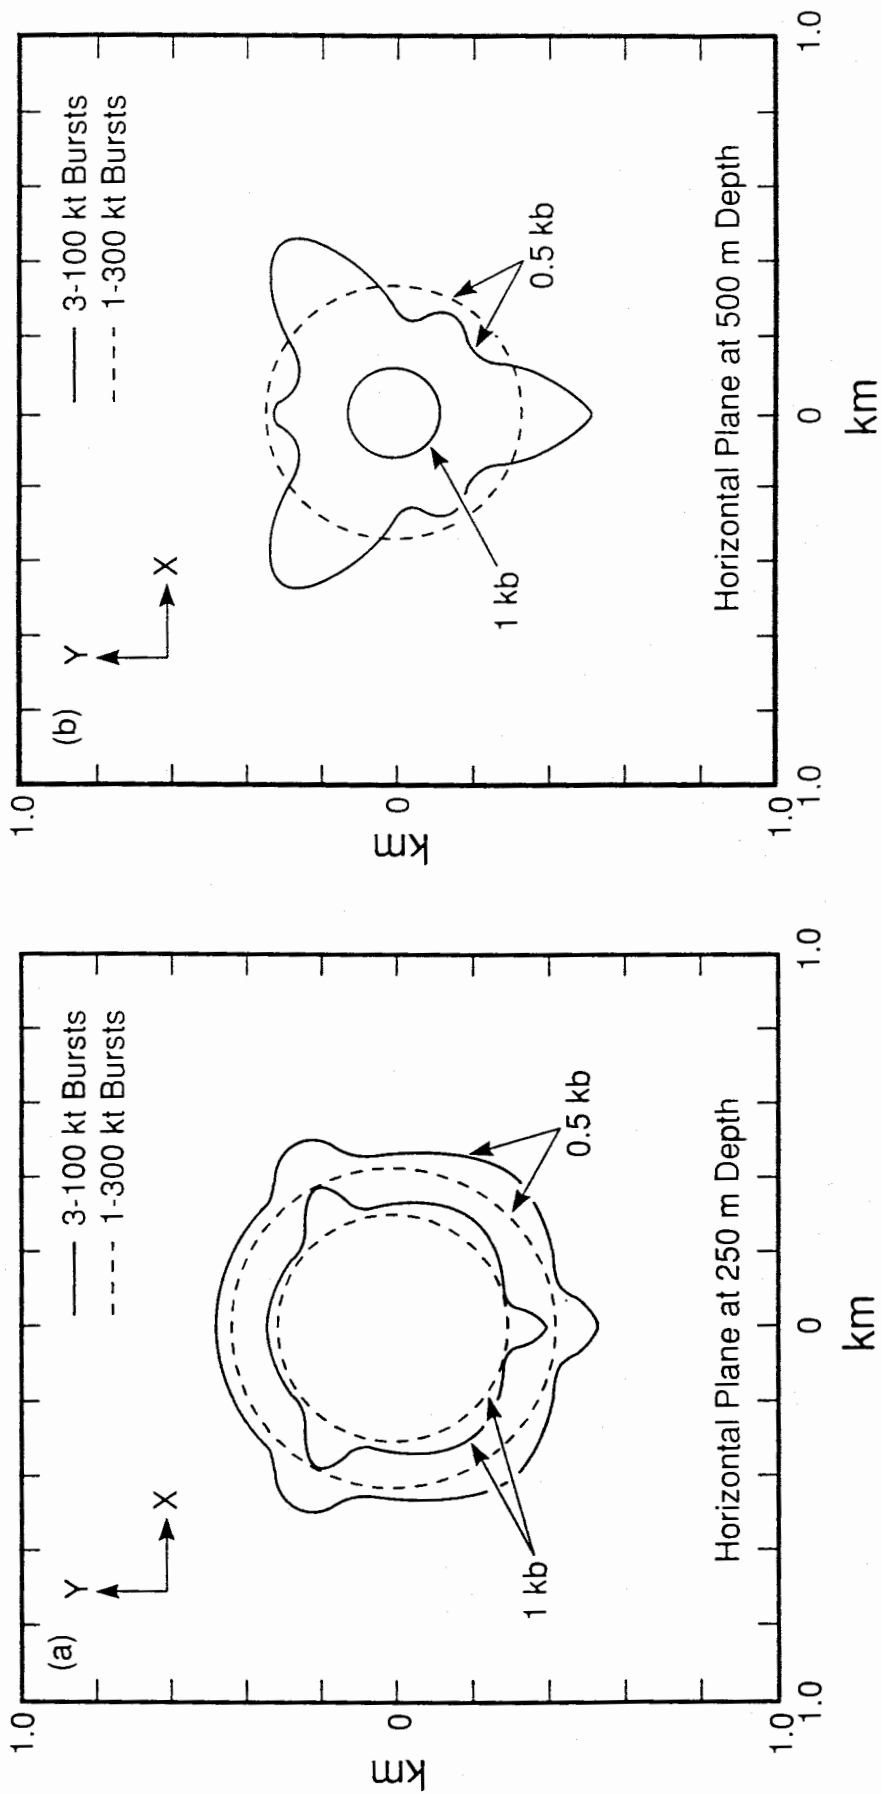 (a)
Y
X
3-100 kt Bursts
1-300 kt Bursts
1.0
km
0
1.0
1 kb
0.5 kb
Horizontal Plane at 250 m Depth
1.0
0
1.0
km
(b)
Y
X
3-100 kt Bursts
1-300 kt Bursts
1.0
km
0
1.0
1 kb
0.5 kb
Horizontal Plane at 500 m Depth
1.0
0
1.0
km